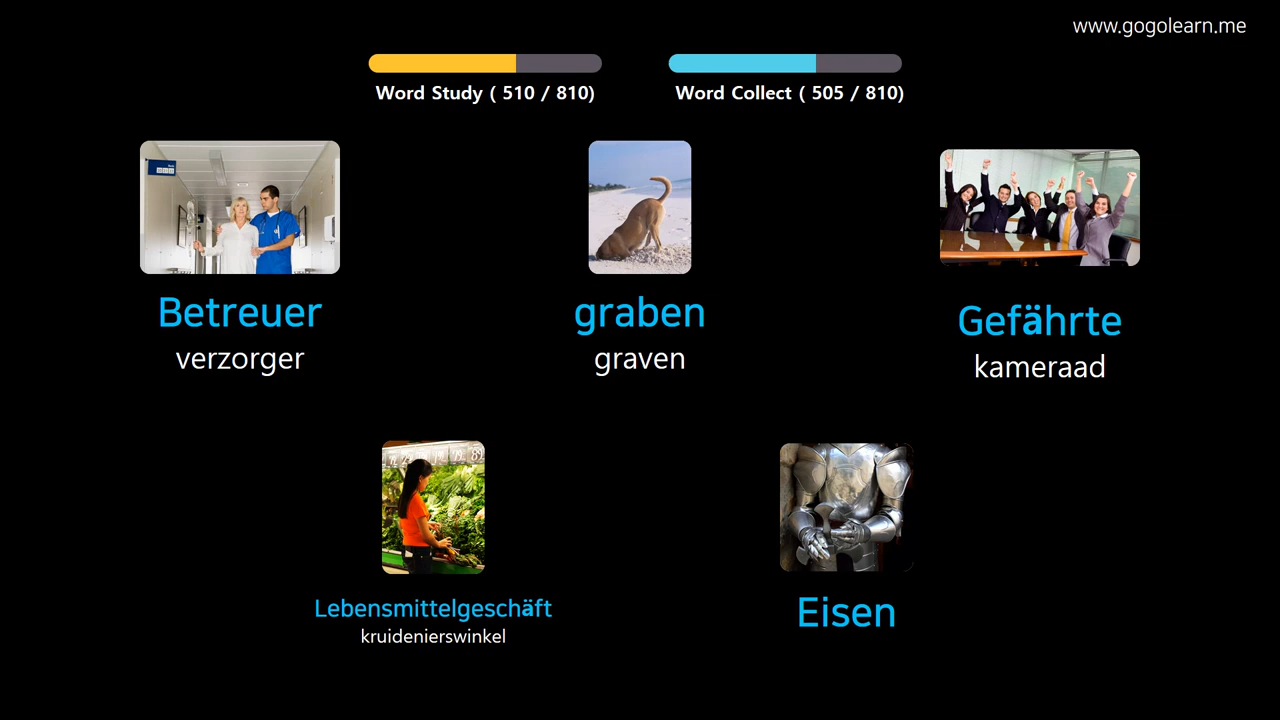 www.gogolearn.me
Word Study ( 510 / 810)
Word Collect ( 505 / 810)
Betreuer
verzorger
graben
graven
Gefährte
kameraad
Lebensmittelgeschäft
kruidenierswinkel
Eisen